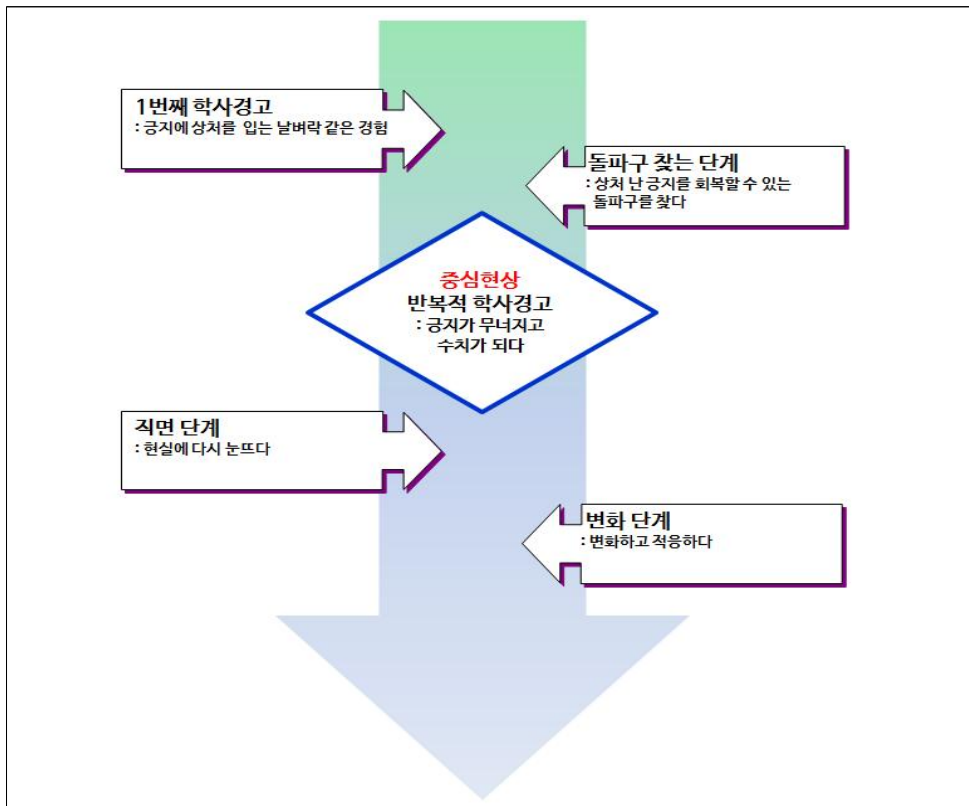 1번째 학사경고
: 긍지에 상처를 입는 날벼락 같은 경험
돌파구 찾는 단계
: 상처 난 긍지를 회복할 수 있는
돌파구를 찾다
중심현상
반복적 학사경고
: 긍지가 무너지고
수치가 되다
직면 단계
: 현실에 다시 눈뜨다
변화 단계
: 변화하고 적응하다